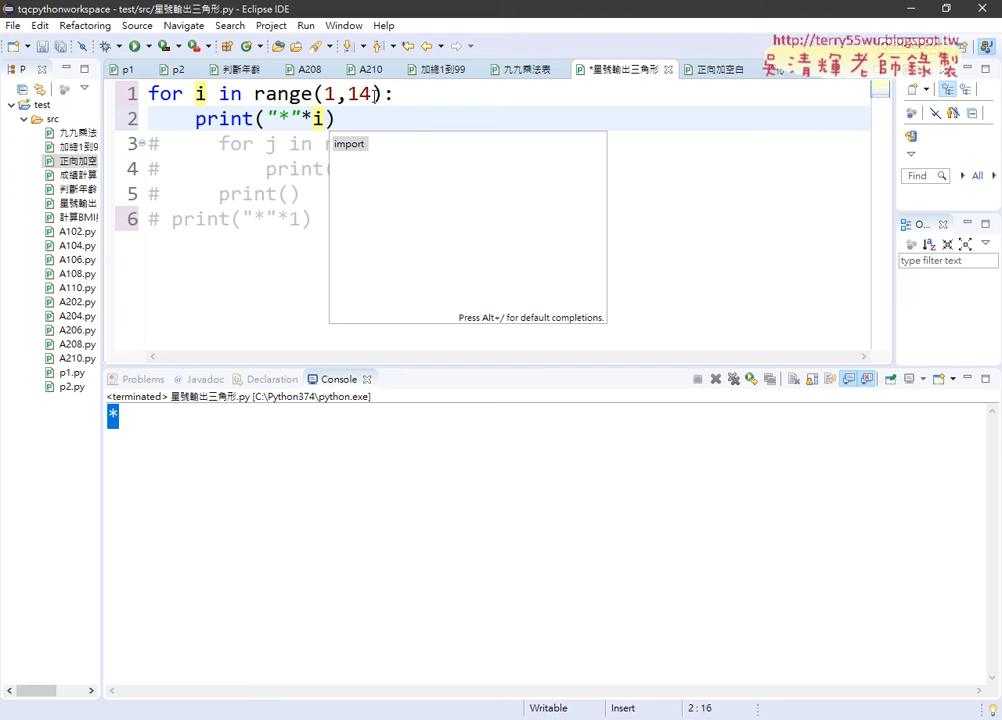 tqcpythonworkspace - test/src/星號輸出三角形.py - Eclipse IDE
File Edit Source Refactoring Navigate Search Project Run Window Help
http://terry55wu.blogspot.tw
吳清輝老師錄製
P
p1 p2 判斷年齡 A208 A210 加總1到99 九九乘法表 *星號輸出三角形 正向加空白
test
src
九九乘法
加總1到9
正向加空
成績計算
判斷年齡
星號輸出
計算BMI
A102.py
A104.py
A106.py
A108.py
A110.py
A202.py
A204.py
A206.py
A208.py
A210.py
p1.py
p2.py
1 for i in range(1,14):
2 print("*"*i)
3 # for j in
4 # print(
5 # print()
6 # print("*"*1)
import
Press Alt+/ for default completions.
Find All
O...
type filter text
Problems Javadoc Declaration Console
<terminated> 星號輸出三角形.py [C:\Python374\python.exe]
*
Writable Insert 2 : 16